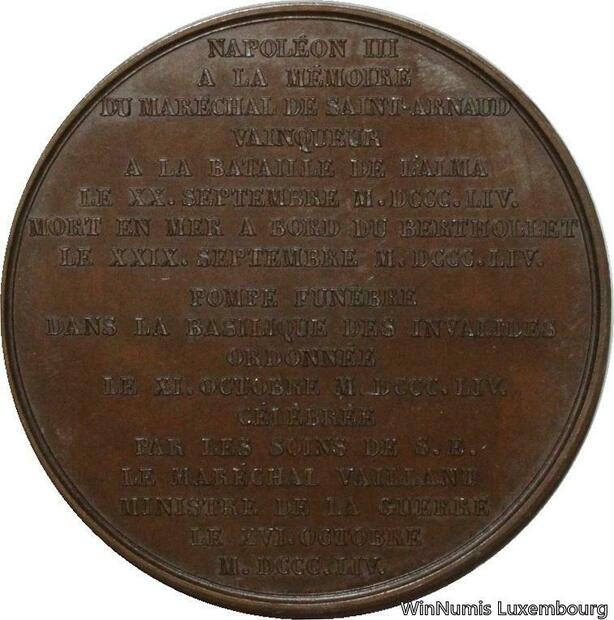 NAPOLÉON III
A LA MÉMOIRE
DU MARÉCHAL DE SAINT-ARNAUD
VAINQUEUR
A LA BATAILLE DE L'ALMA
LE XX. SEPTEMBRE M.DCCC.LIV.
MORT EN MER A BORD DU BERTHOLLET
LE XXIX. SEPTEMBRE M.DCCC.LIV.
POMPE FUNÈBRE
DANS LA BASILIQUE DES INVALIDES
ORDONNÉE
LE XI. OCTOBRE M.DCCC.LIV.
CÉLÉBRÉE
PAR LES SOINS DE S.E.
LE MARÉCHAL VAILLANT
MINISTRE DE LA GUERRE
LE XVI. OCTOBRE
M.DCCC.LIV.
WinNumis Luxembourg